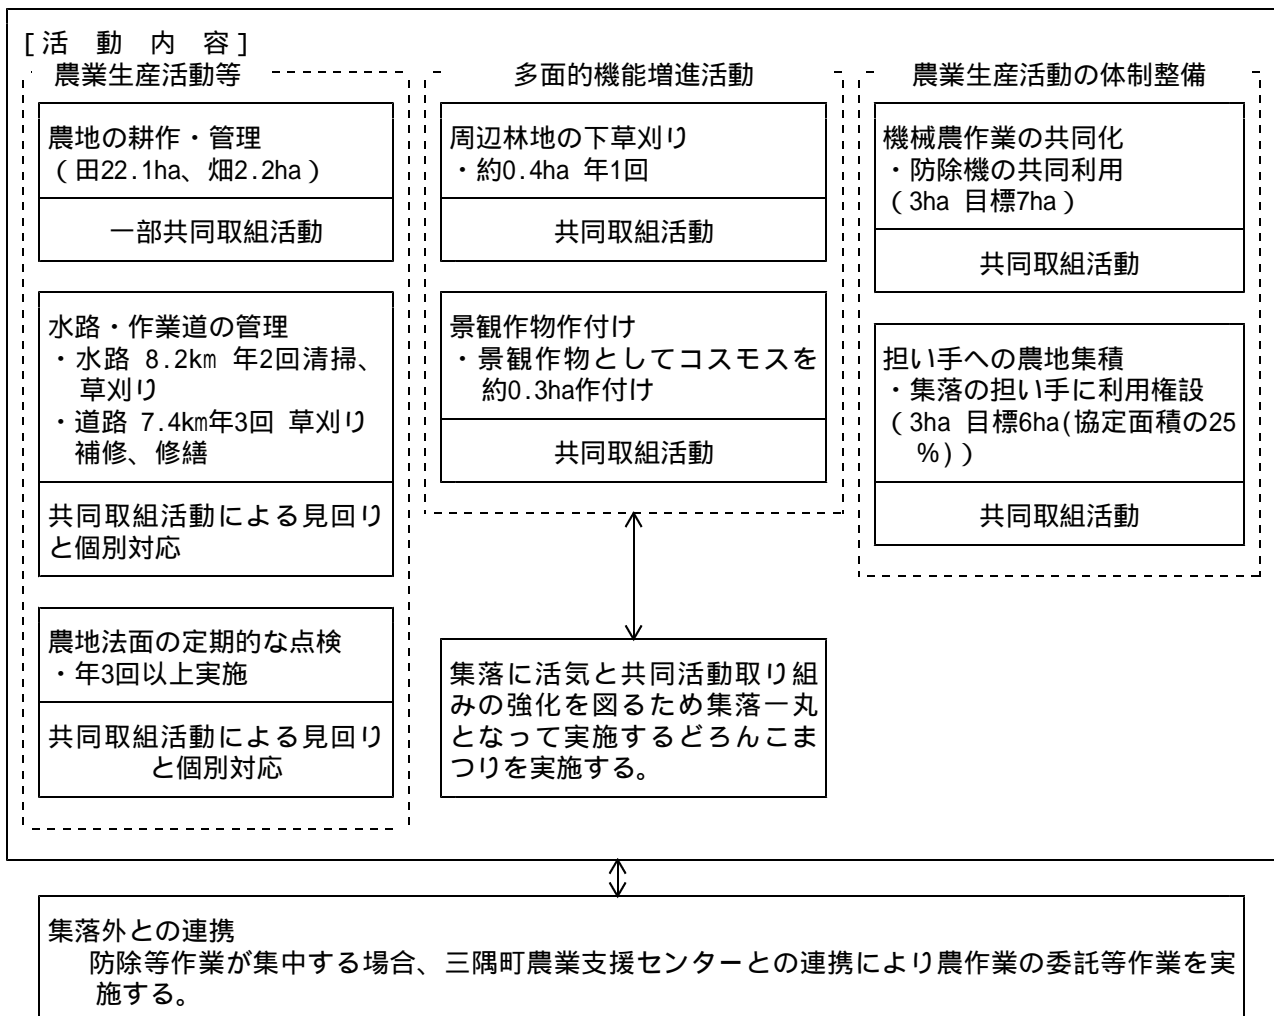 [活 動 内 容]
農業生産活動等
農地の耕作・管理
(田22.1ha、畑2.2ha)
一部共同取組活動
水路・作業道の管理
・水路 8.2km 年2回清掃、
草刈り
・道路 7.4km年3回 草刈り
補修、修繕
共同取組活動による見回り
と個別対応
農地法面の定期的な点検
・年3回以上実施
共同取組活動による見回り
と個別対応
多面的機能増進活動
周辺林地の下草刈り
・約0.4ha 年1回
共同取組活動
景観作物作付け
・景観作物としてコスモスを
約0.3ha作付け
共同取組活動
集落に活気と共同活動取り組
みの強化を図るため集落一丸
となって実施するどろんこま
つりを実施する。
農業生産活動の体制整備
機械農作業の共同化
・防除機の共同利用
(3ha 目標7ha)
共同取組活動
担い手への農地集積
・集落の担い手に利用権設
(3ha 目標6ha(協定面積の25
%))
共同取組活動
集落外との連携
防除等作業が集中する場合、三隅町農業支援センターとの連携により農作業の委託等作業を実
施する。